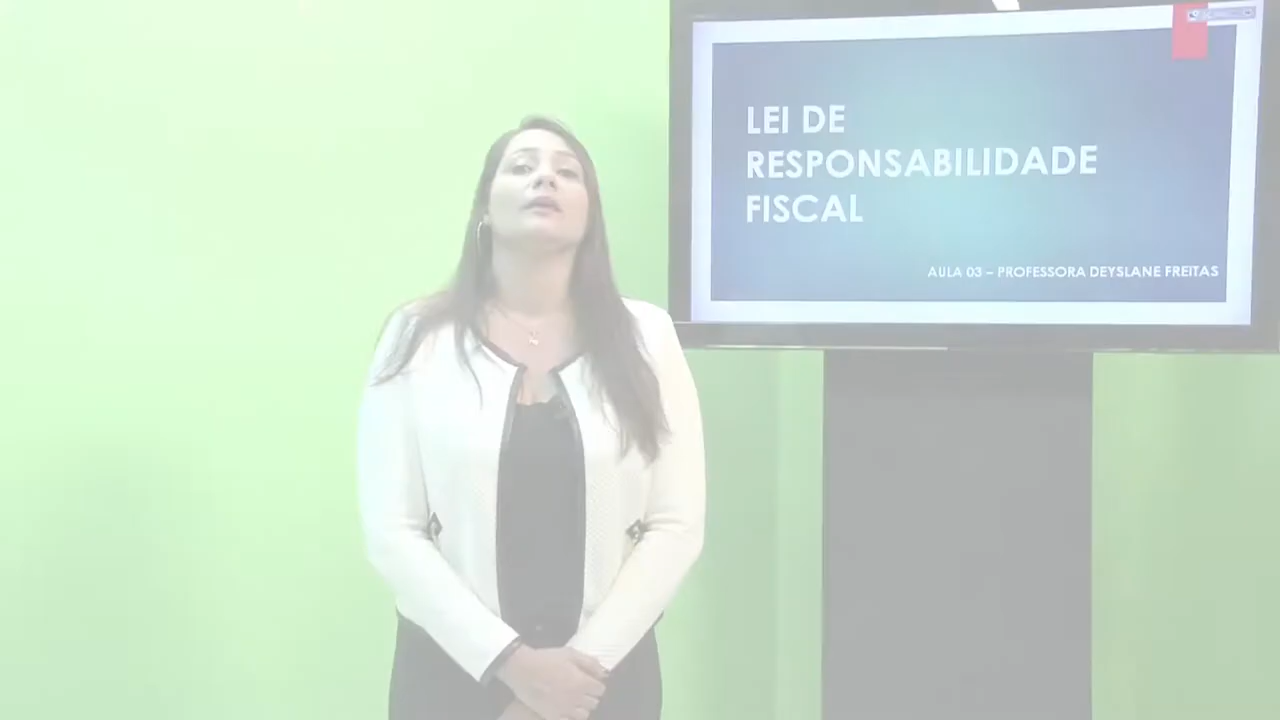 LEI DE
RESPONSABILIDADE
FISCAL
AULA 03 – PROFESSORA DEYSLANE FREITAS